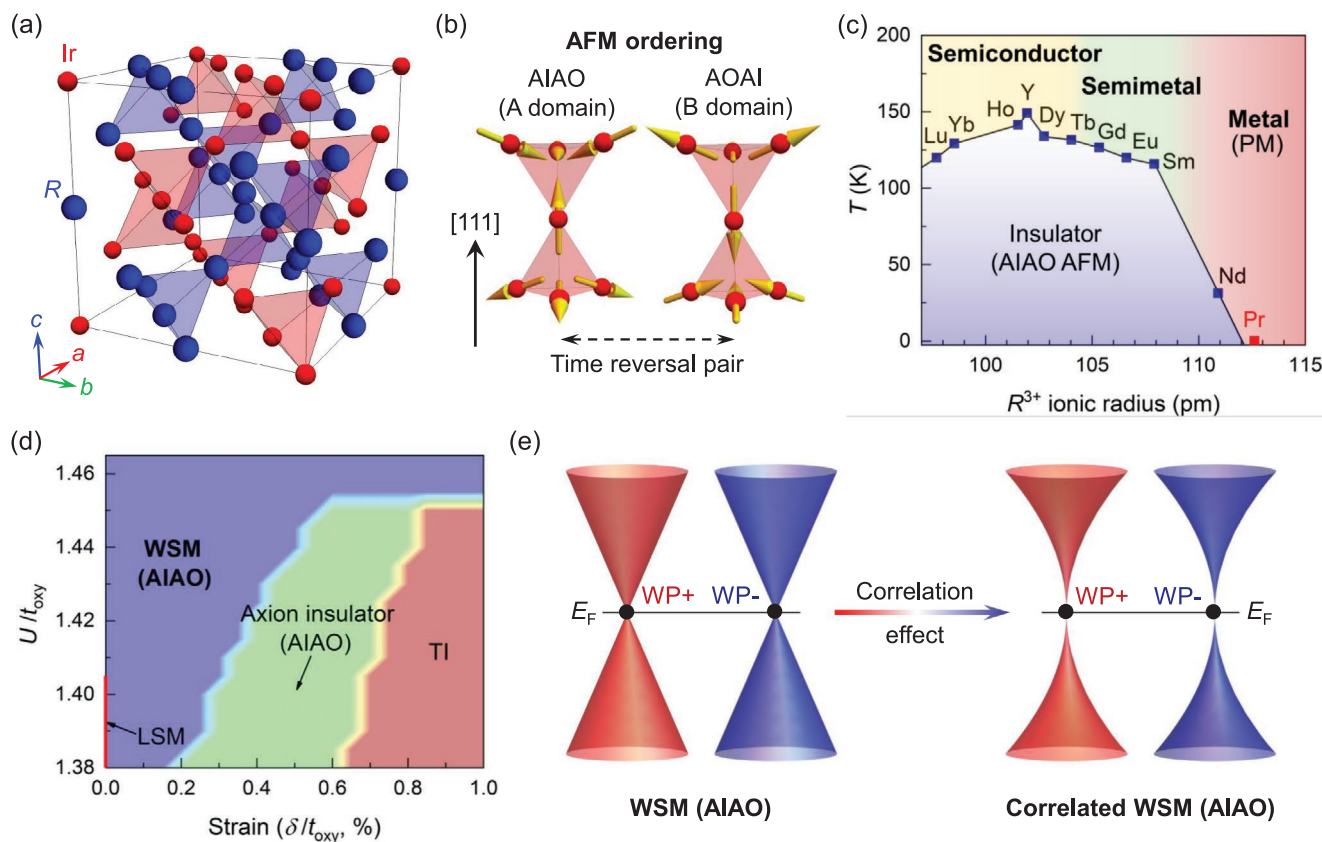 (a)
Ir
R
c
a
b
(b)
AFM ordering
AIAO
(A domain)
AOAI
(B domain)
[111]
Time reversal pair
(c)
200
150
100
50
0
T (K)
Semiconductor
Semimetal
Metal
(PM)
Lu
Yb
Ho
Y
Dy
Tb
Gd
Eu
Sm
Nd
Pr
Insulator
(AIAO AFM)
100
105
110
115
R³⁺ ionic radius (pm)
(d)
1.46
1.44
1.42
1.40
1.38
U/t_oxy
WSM
(AIAO)
Axion insulator
(AIAO)
TI
LSM
0.0
0.2
0.4
0.6
0.8
1.0
Strain (δ/t_oxy, %)
(e)
E_F
WP+
WP-
Correlation
effect
WP+
WP-
E_F
WSM (AIAO)
Correlated WSM (AIAO)